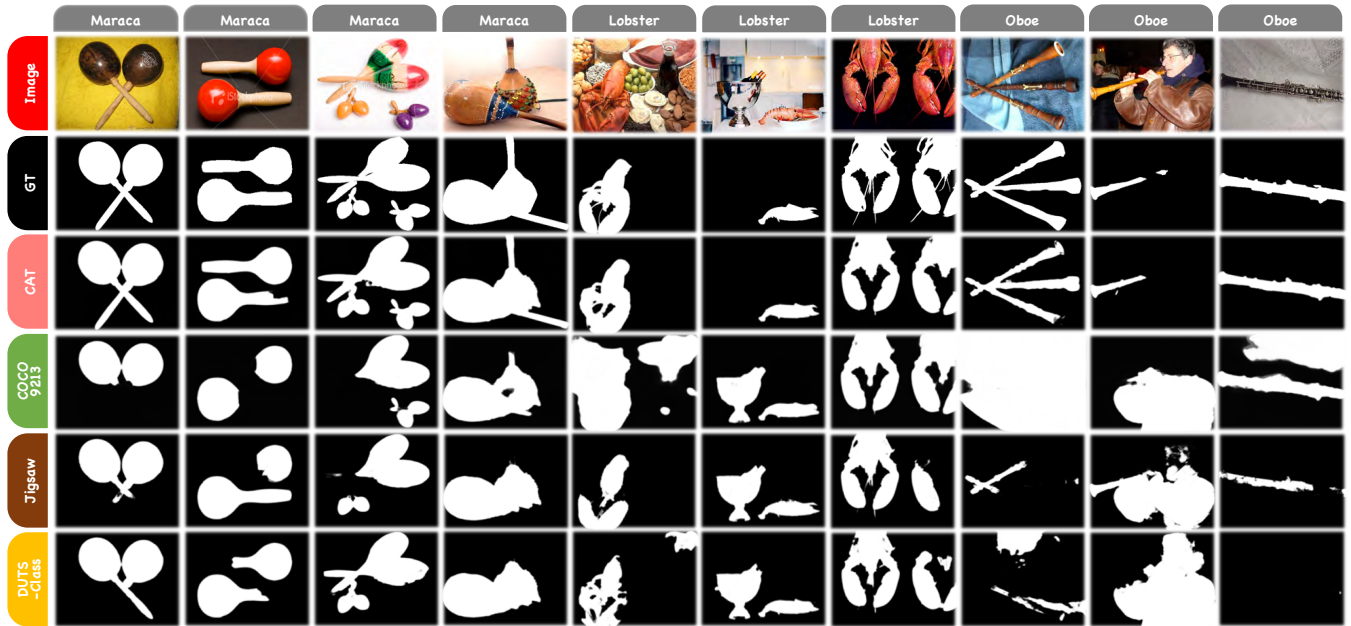 Maraca Maraca Maraca Maraca Lobster Lobster Lobster Oboe Oboe Oboe
Image
GT
CAT
COCO
9213
Jigsaw
DUTS
-Class